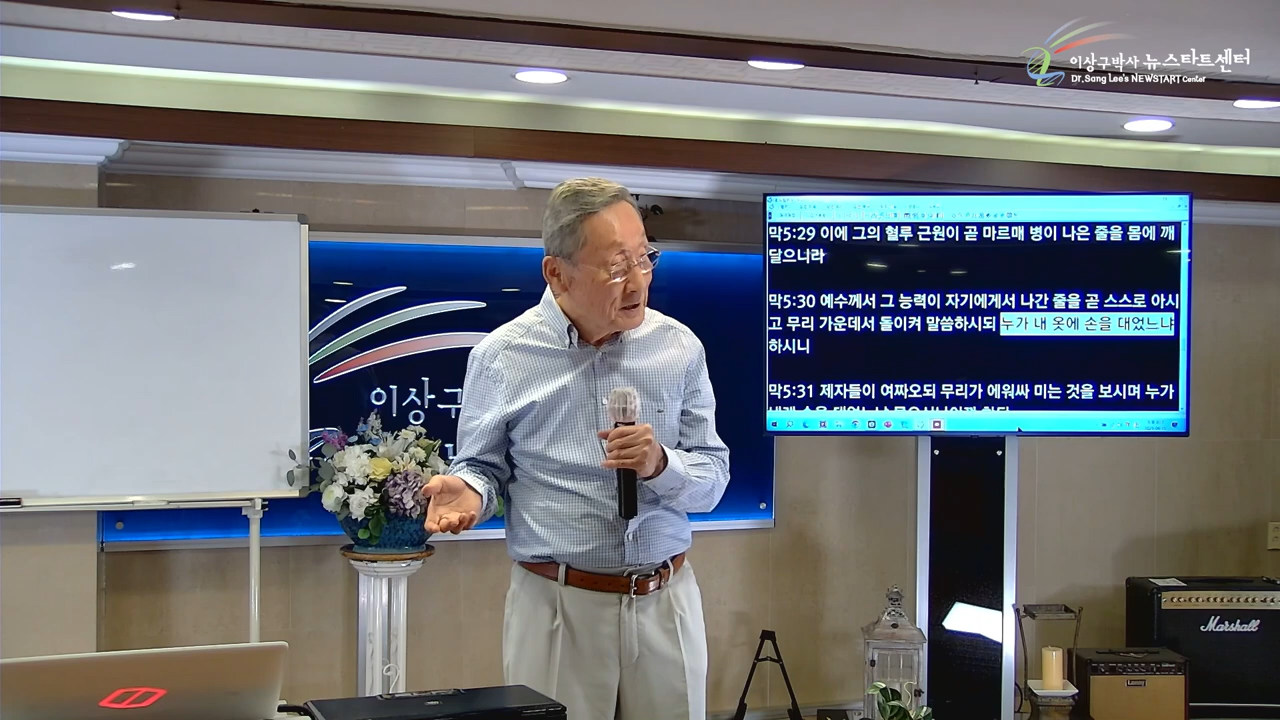 이상구박사 뉴스타트센터
Dr.Sang Lee's NEWSTART Center
막5:29 이에 그의 혈루 근원이 곧 마르매 병이 나은 줄을 몸에 깨
달으니라
막5:30 예수께서 그 능력이 자기에게서 나간 줄을 곧 스스로 아시
고 무리 가운데서 돌이켜 말씀하시되 누가 내 옷에 손을 대었느냐
하시니
막5:31 제자들이 여짜오되 무리가 에워싸 미는 것을 보시며 누가
이상구
Marshall
Laney